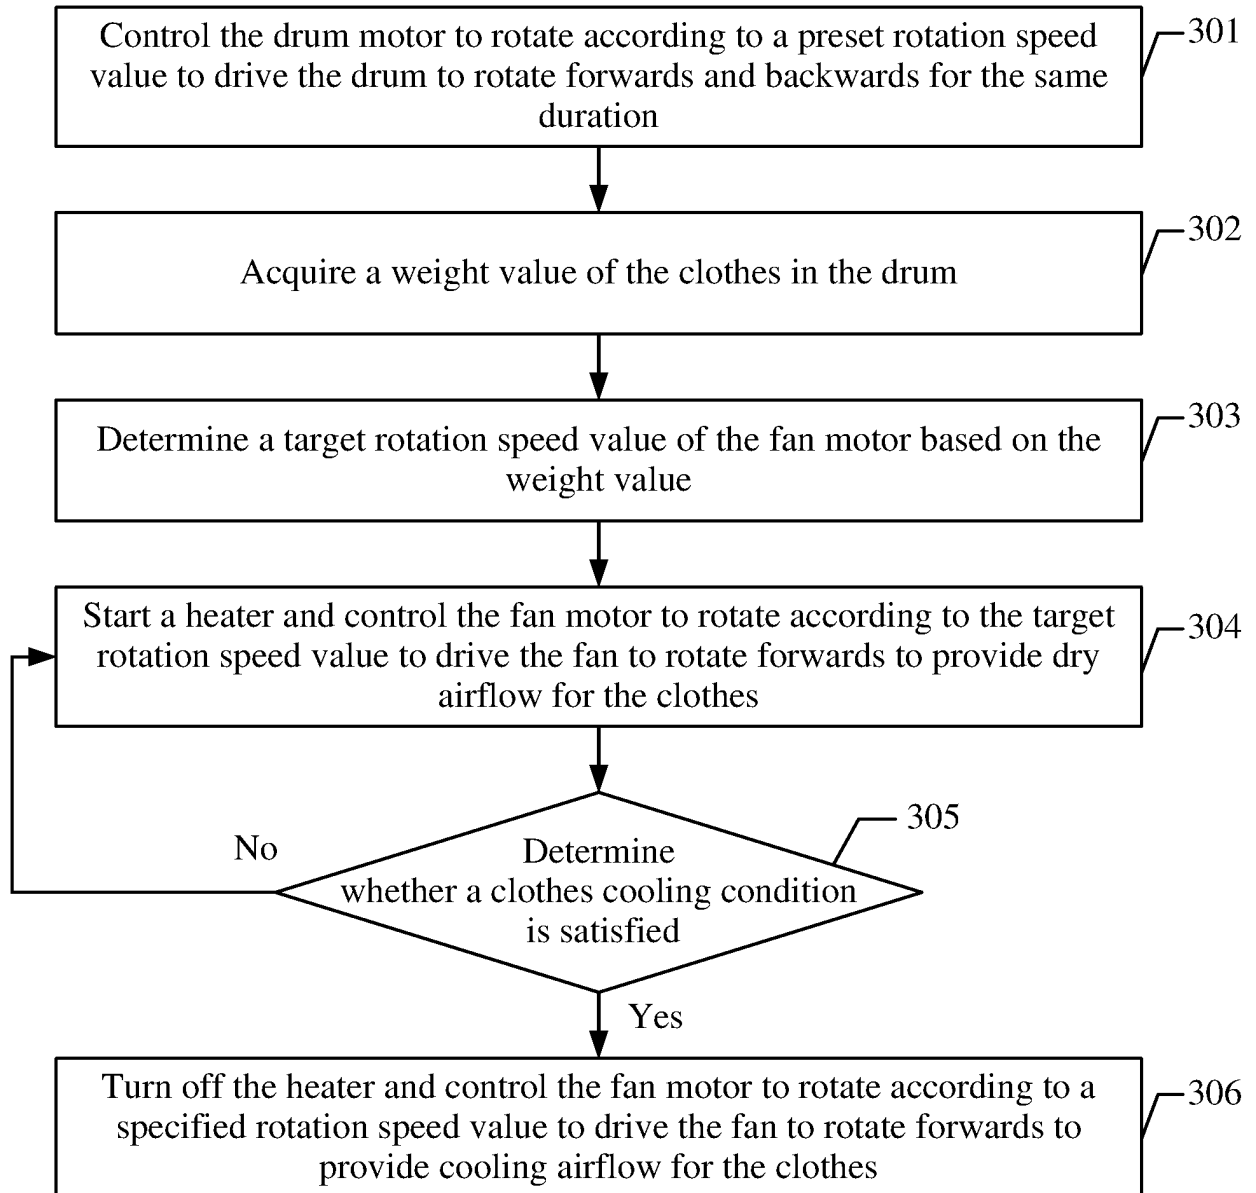 Control the drum motor to rotate according to a preset rotation speed
value to drive the drum to rotate forwards and backwards for the same
duration
301
Acquire a weight value of the clothes in the drum
302
Determine a target rotation speed value of the fan motor based on the
weight value
303
Start a heater and control the fan motor to rotate according to the target
rotation speed value to drive the fan to rotate forwards to provide dry
airflow for the clothes
304
Determine
whether a clothes cooling condition
is satisfied
305
No
Yes
Turn off the heater and control the fan motor to rotate according to a
specified rotation speed value to drive the fan to rotate forwards to
provide cooling airflow for the clothes
306